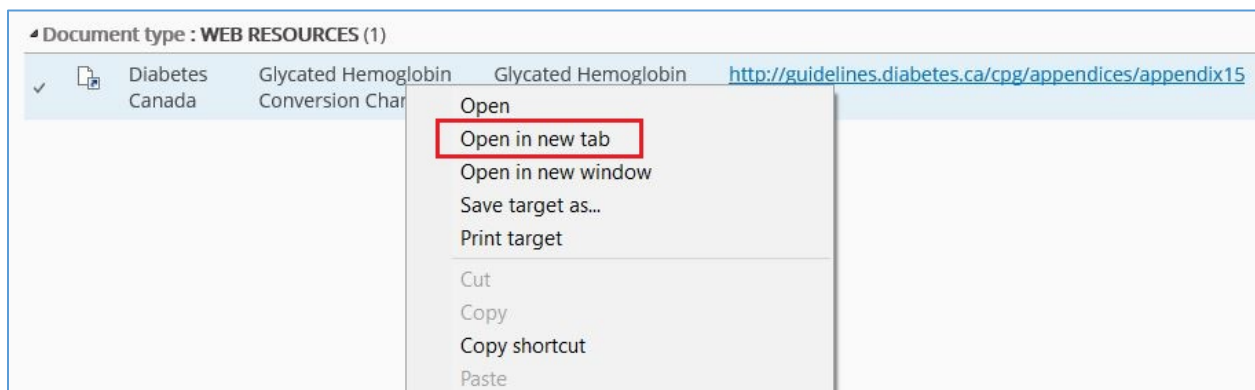 Document type : WEB RESOURCES (1)
Diabetes Glycated Hemoglobin Glycated Hemoglobin http://guidelines.diabetes.ca/cpg/appendices/appendix15
Canada Conversion Char
Open
Open in new tab
Open in new window
Save target as...
Print target
Cut
Copy
Copy shortcut
Paste